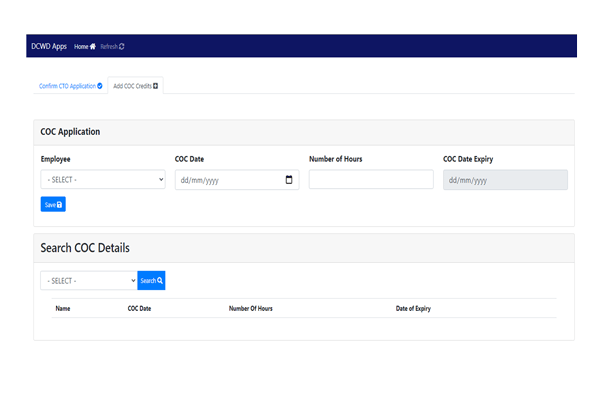 DCWD Apps Home Refresh
Confirm CTO Application Add COC Credits
COC Application
Employee COC Date Number of Hours COC Date Expiry
- SELECT - dd/mm/yyyy dd/mm/yyyy
Save
Search COC Details
- SELECT - Search
Name COC Date Number Of Hours Date of Expiry